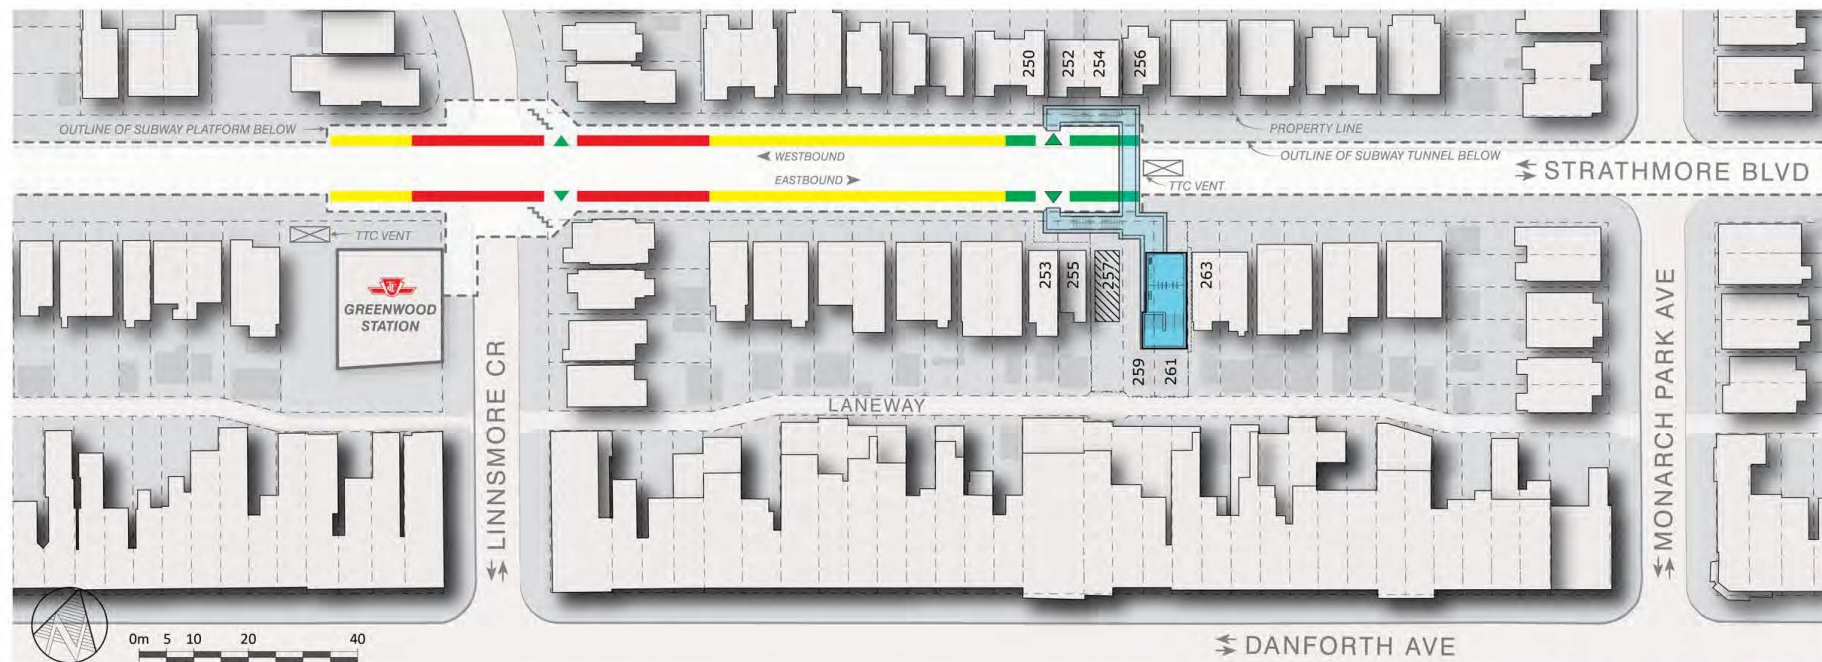 250
252
254
256
OUTLINE OF SUBWAY PLATFORM BELOW
PROPERTY LINE
WESTBOUND
OUTLINE OF SUBWAY TUNNEL BELOW
EASTBOUND
STRATHMORE BLVD
TTC VENT
TTC VENT
253
255
257
263
GREENWOOD
STATION
259
261
LANEWAY
LINNSMORE CR
MONARCH PARK AVE
0m 5 10 20 40
DANFORTH AVE